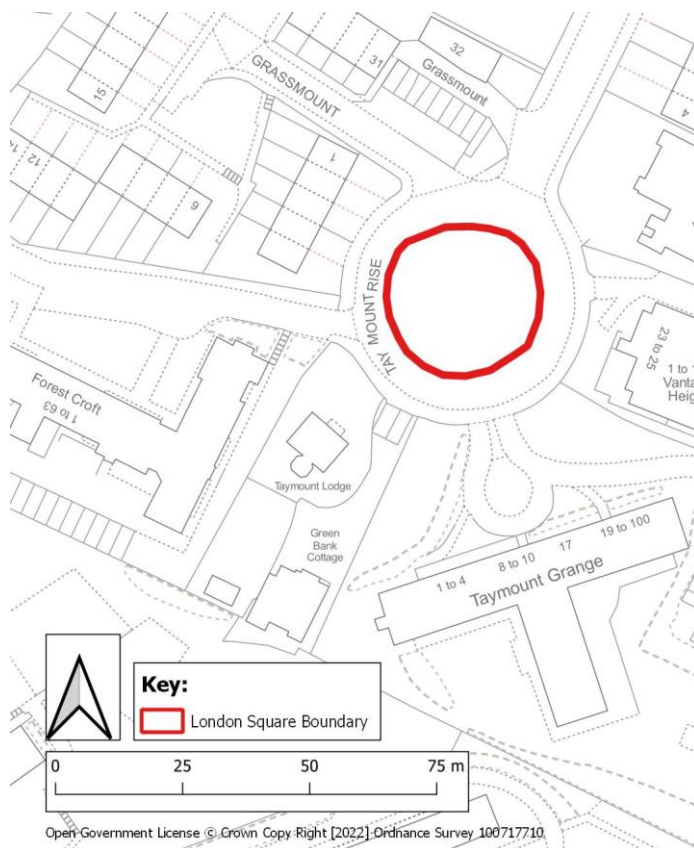 31
32
Grassmount
GRASSMOUNT
15
4
1
12
9
TAYMOUNT RISE
23 to 25
1 to 1
Vanta
Heig
Forest Croft
1 to 63
Taymount Lodge
Green
Bank
Cottage
1 to 4
8 to 10
17
19 to 100
Taymount Grange
Key:
London Square Boundary
0 25 50 75 m
Open Government License © Crown Copy Right [2022] Ordnance Survey 100717710